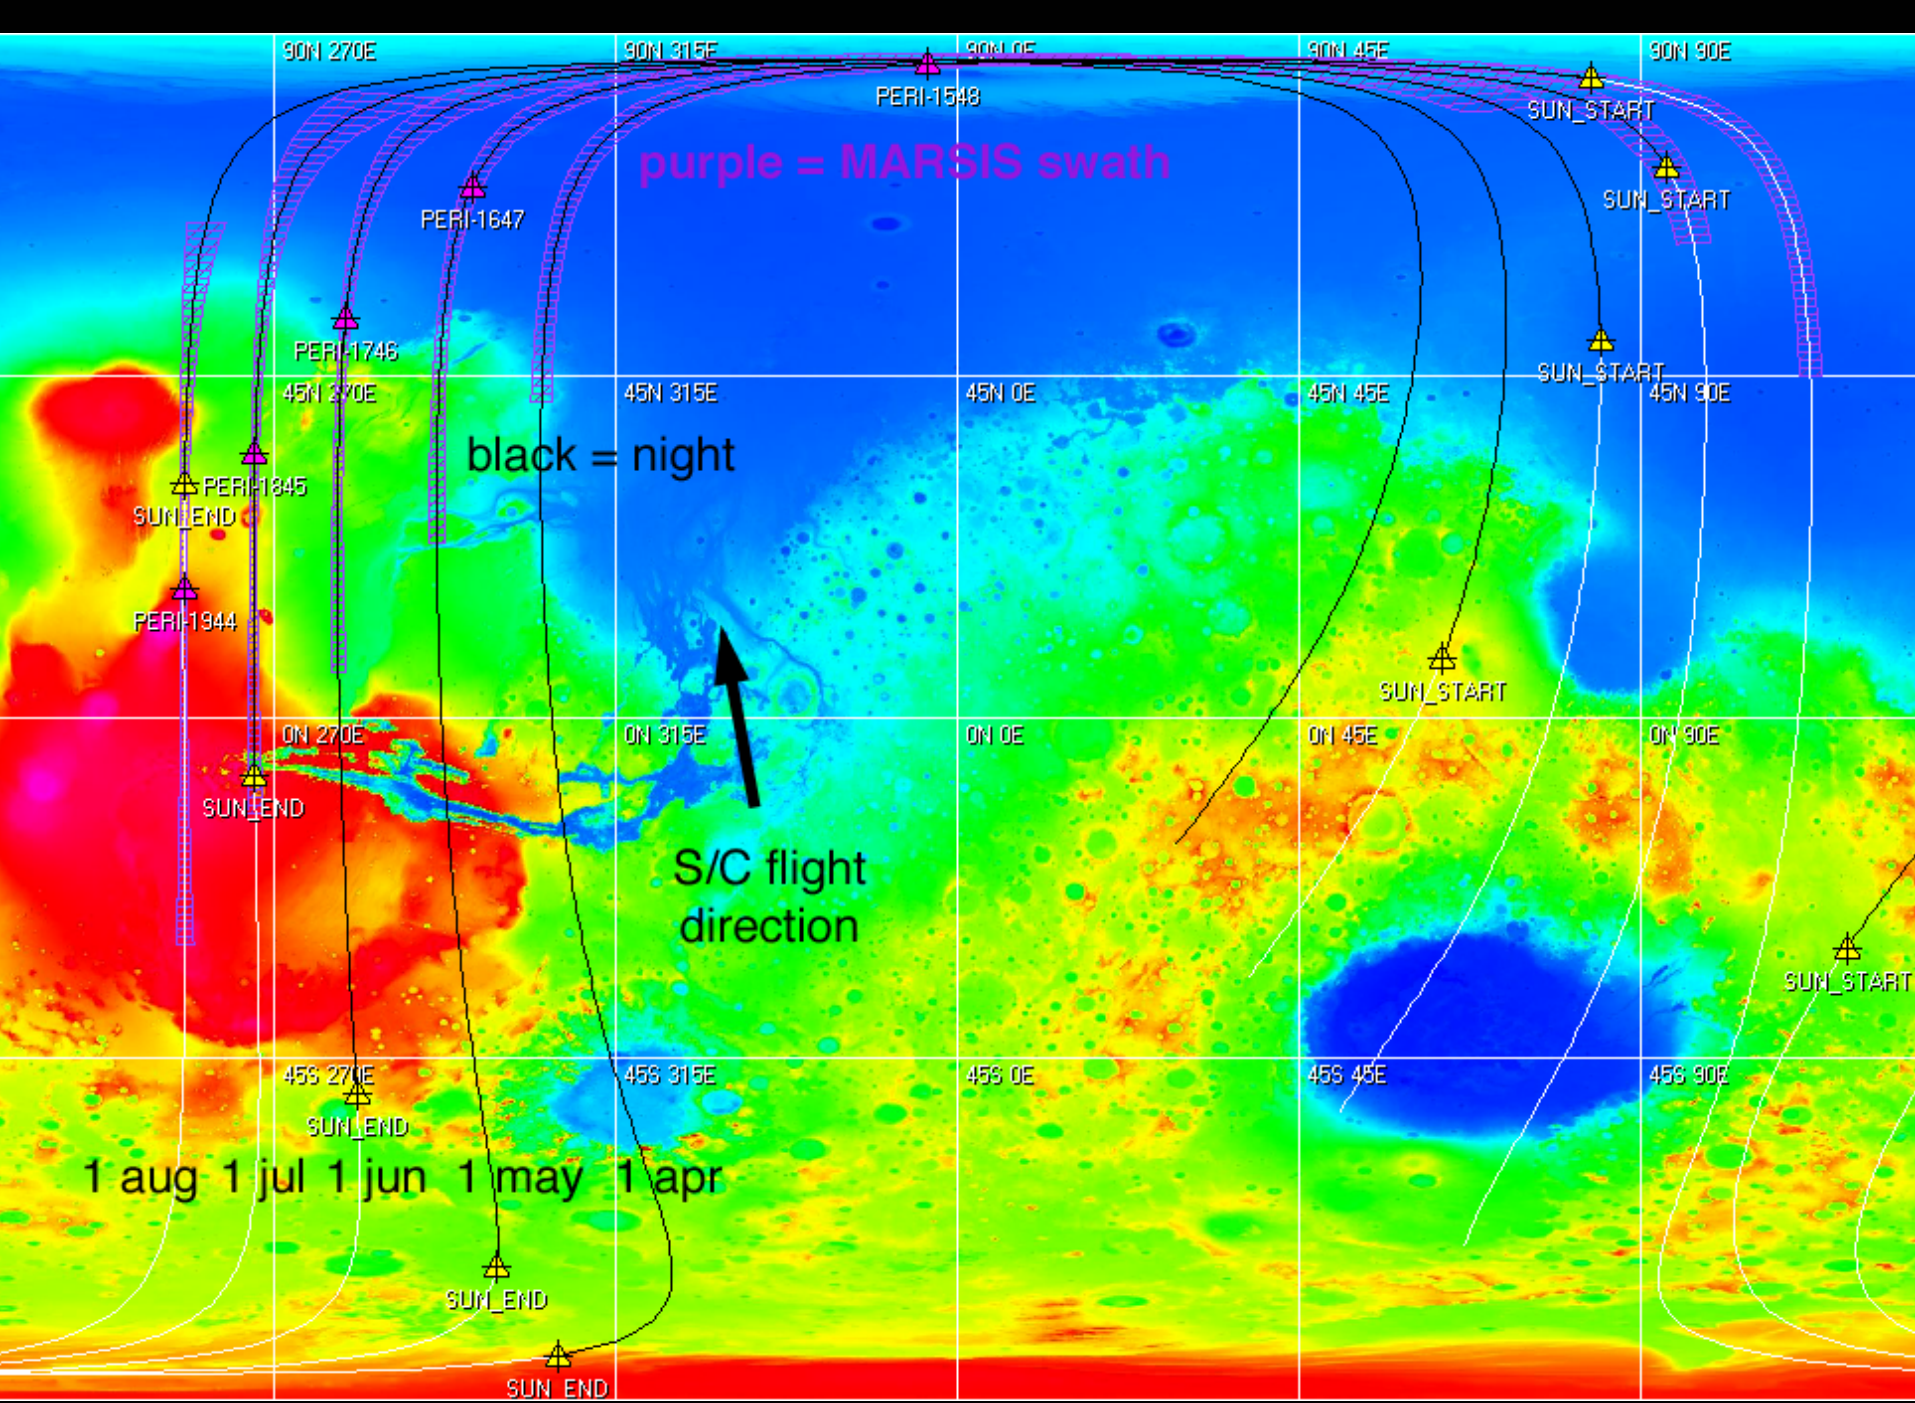 90N 270E
90N 315E
90N 0E
90N 45E
90N 90E
PERI-1548
SUN_START
purple = MARSIS swath
SUN_START
PERI-1647
PERI-1746
SUN_START
45N 270E
45N 315E
45N 0E
45N 45E
45N 90E
black = night
PERI-1845
SUN_END
PERI-1944
SUN_START
0N 270E
0N 315E
0N 0E
0N 45E
0N 90E
SUN_END
S/C flight
direction
SUN_START
45S 270E
45S 315E
45S 0E
45S 45E
45S 90E
SUN_END
1 aug 1 jul 1 jun 1 may 1 apr
SUN_END
SUN_END